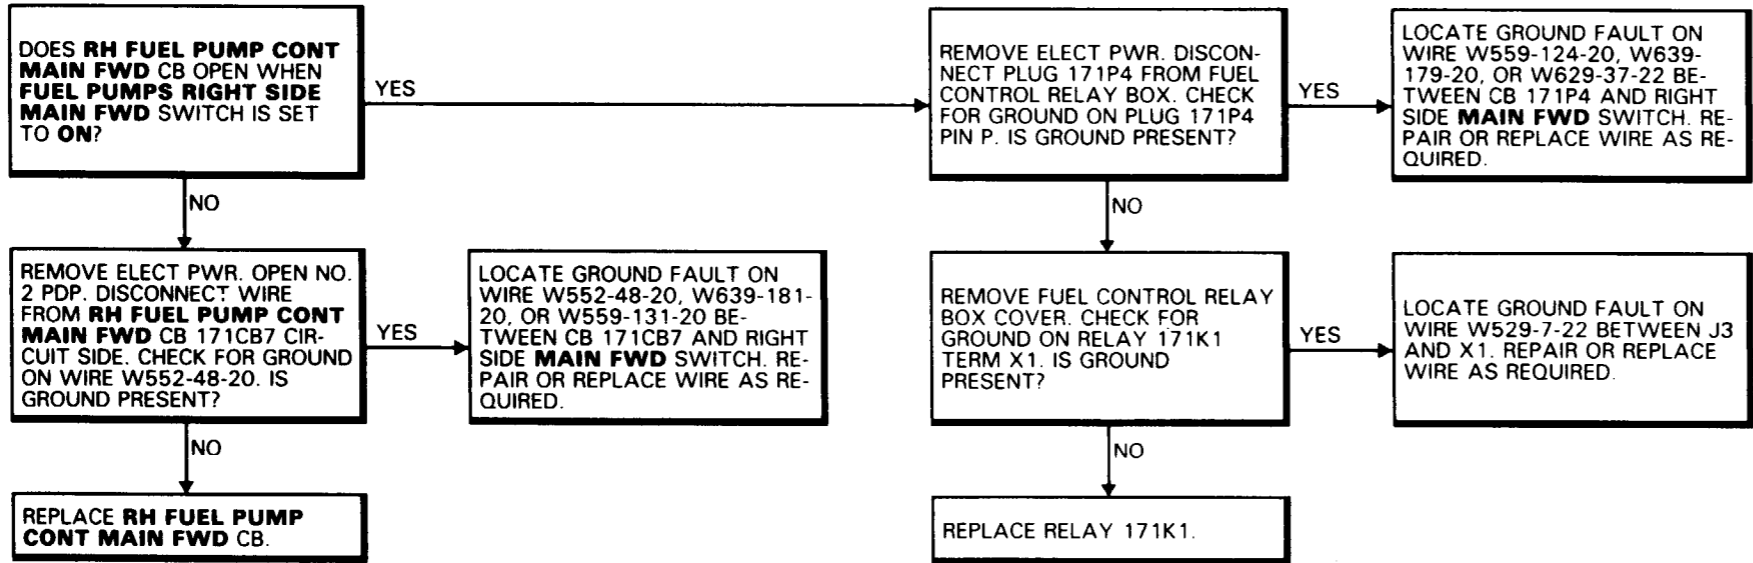 DOES RH FUEL PUMP CONT
MAIN FWD CB OPEN WHEN
FUEL PUMPS RIGHT SIDE
MAIN FWD SWITCH IS SET
TO ON?
YES
REMOVE ELECT PWR. DISCON-
NECT PLUG 171P4 FROM FUEL
CONTROL RELAY BOX. CHECK
FOR GROUND ON PLUG 171P4
PIN P. IS GROUND PRESENT?
YES
LOCATE GROUND FAULT ON
WIRE W559-124-20, W639-
179-20, OR W629-37-22 BE-
TWEEN CB 171P4 AND RIGHT
SIDE MAIN FWD SWITCH. RE-
PAIR OR REPLACE WIRE AS RE-
QUIRED.
NO
NO
REMOVE ELECT PWR. OPEN NO.
2 PDP. DISCONNECT WIRE
FROM RH FUEL PUMP CONT
MAIN FWD CB 171CB7 CIR-
CUIT SIDE. CHECK FOR GROUND
ON WIRE W552-48-20. IS
GROUND PRESENT?
YES
LOCATE GROUND FAULT ON
WIRE W552-48-20, W639-181-
20, OR W559-131-20 BE-
TWEEN CB 171CB7 AND RIGHT
SIDE MAIN FWD SWITCH. RE-
PAIR OR REPLACE WIRE AS RE-
QUIRED.
REMOVE FUEL CONTROL RELAY
BOX COVER. CHECK FOR
GROUND ON RELAY 171K1
TERM X1. IS GROUND
PRESENT?
YES
LOCATE GROUND FAULT ON
WIRE W529-7-22 BETWEEN J3
AND X1. REPAIR OR REPLACE
WIRE AS REQUIRED.
NO
NO
REPLACE RH FUEL PUMP
CONT MAIN FWD CB.
REPLACE RELAY 171K1.